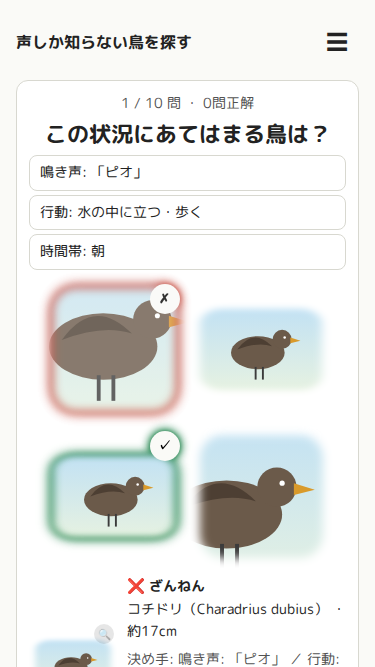 声しか知らない鳥を探す
1 / 10 問 · 0問正解
この状況にあてはまる鳥は？
鳴き声: 「ピオ」
行動: 水の中に立つ · 歩く
時間帯: 朝
❌ ざんねん
コチドリ（Charadrius dubius） ·
約17cm
決め手: 鳴き声: 「ピオ」 ／ 行動: